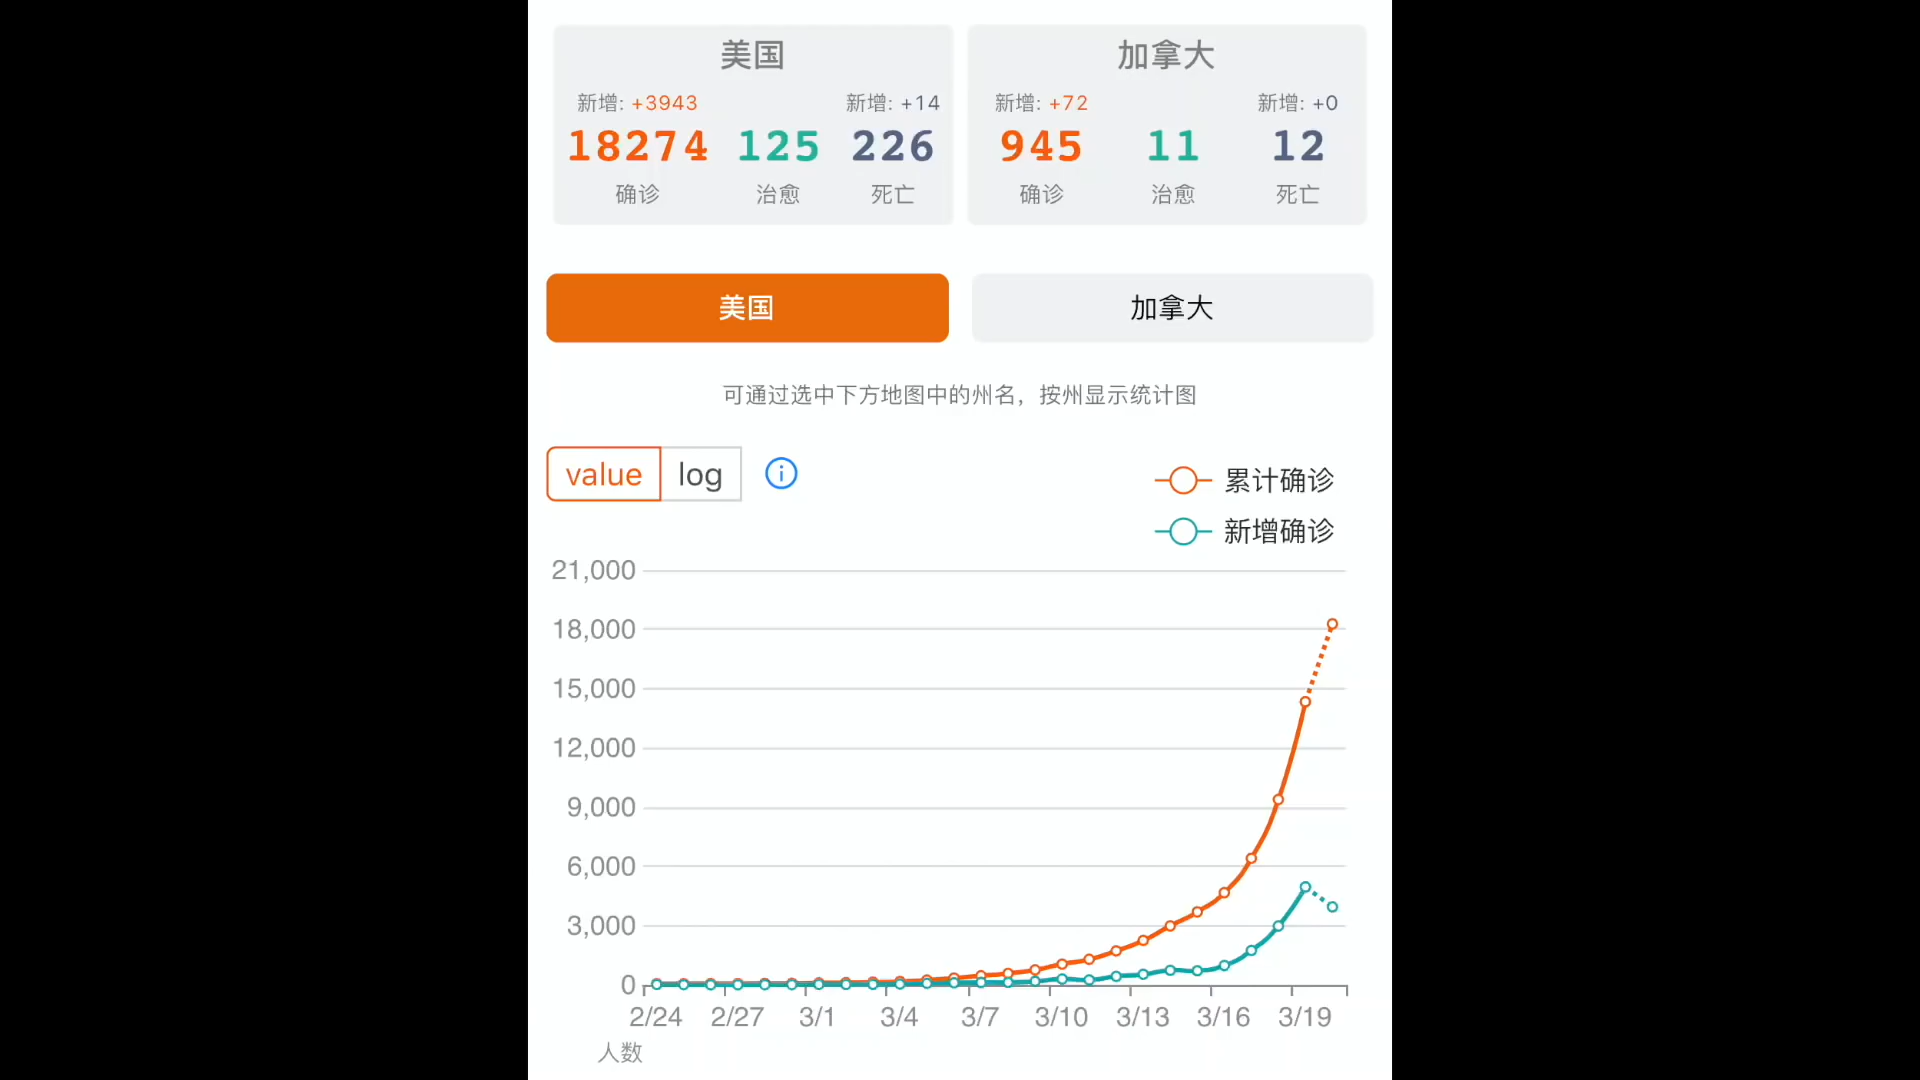 美国
新增: +3943 新增: +14
18274 125 226
确诊 治愈 死亡
加拿大
新增: +72 新增: +0
945 11 12
确诊 治愈 死亡
美国 加拿大
可通过选中下方地图中的州名，按州显示统计图
value log i
累计确诊
新增确诊
21,000
18,000
15,000
12,000
9,000
6,000
3,000
0
2/24 2/27 3/1 3/4 3/7 3/10 3/13 3/16 3/19
人数